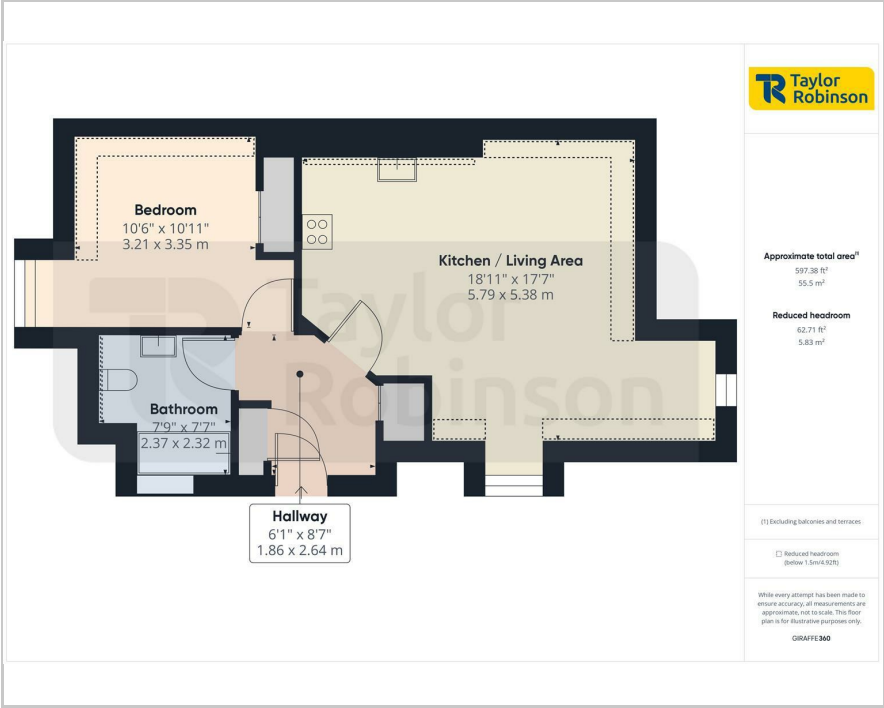 Bedroom
10'6" x 10'11"
3.21 x 3.35 m
Kitchen / Living Area
18'11" x 17'7"
5.79 x 5.38 m
Bathroom
7'9" x 7'7"
2.37 x 2.32 m
Hallway
6'1" x 8'7"
1.86 x 2.64 m
Taylor
Robinson
TR Taylor
Robinson
Approximate total area(1)
597.38 ft²
55.5 m²
Reduced headroom
62.71 ft²
5.83 m²
(1) Excluding balconies and terraces
Reduced headroom
(below 1.5m/4.92ft)
While every attempt has been made to
ensure accuracy, all measurements are
approximate, not to scale. This floor
plan is for illustrative purposes only.
GIRAFFE360